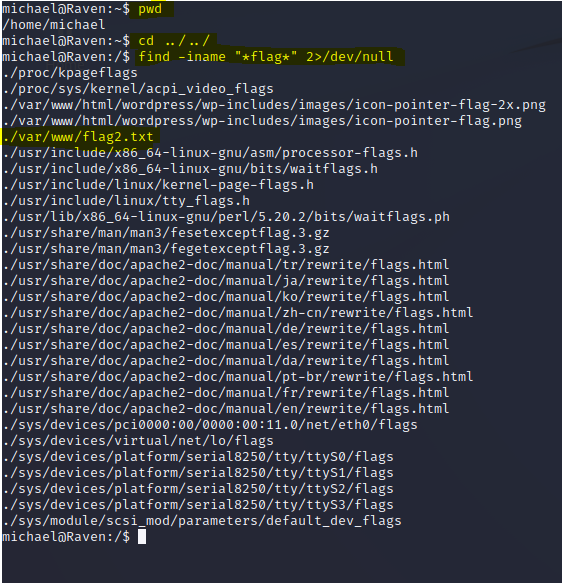 michael@Raven:~$ pwd
/home/michael
michael@Raven:~$ cd ../../
michael@Raven:/$ find -iname "*flag*" 2>/dev/null
./proc/kpageflags
./proc/sys/kernel/acpi_video_flags
./var/www/html/wordpress/wp-includes/images/icon-pointer-flag-2x.png
./var/www/html/wordpress/wp-includes/images/icon-pointer-flag.png
./var/www/flag2.txt
./usr/include/x86_64-linux-gnu/asm/processor-flags.h
./usr/include/x86_64-linux-gnu/bits/waitflags.h
./usr/include/linux/kernel-page-flags.h
./usr/include/linux/tty_flags.h
./usr/lib/x86_64-linux-gnu/perl/5.20.2/bits/waitflags.ph
./usr/share/man/man3/fesetexceptflag.3.gz
./usr/share/man/man3/fegetexceptflag.3.gz
./usr/share/doc/apache2-doc/manual/tr/rewrite/flags.html
./usr/share/doc/apache2-doc/manual/ja/rewrite/flags.html
./usr/share/doc/apache2-doc/manual/ko/rewrite/flags.html
./usr/share/doc/apache2-doc/manual/zh-cn/rewrite/flags.html
./usr/share/doc/apache2-doc/manual/de/rewrite/flags.html
./usr/share/doc/apache2-doc/manual/es/rewrite/flags.html
./usr/share/doc/apache2-doc/manual/da/rewrite/flags.html
./usr/share/doc/apache2-doc/manual/pt-br/rewrite/flags.html
./usr/share/doc/apache2-doc/manual/fr/rewrite/flags.html
./usr/share/doc/apache2-doc/manual/en/rewrite/flags.html
./sys/devices/pci0000:00/0000:00:11.0/net/eth0/flags
./sys/devices/virtual/net/lo/flags
./sys/devices/platform/serial8250/tty/ttyS0/flags
./sys/devices/platform/serial8250/tty/ttyS1/flags
./sys/devices/platform/serial8250/tty/ttyS2/flags
./sys/devices/platform/serial8250/tty/ttyS3/flags
./sys/module/scsi_mod/parameters/default_dev_flags
michael@Raven:/$